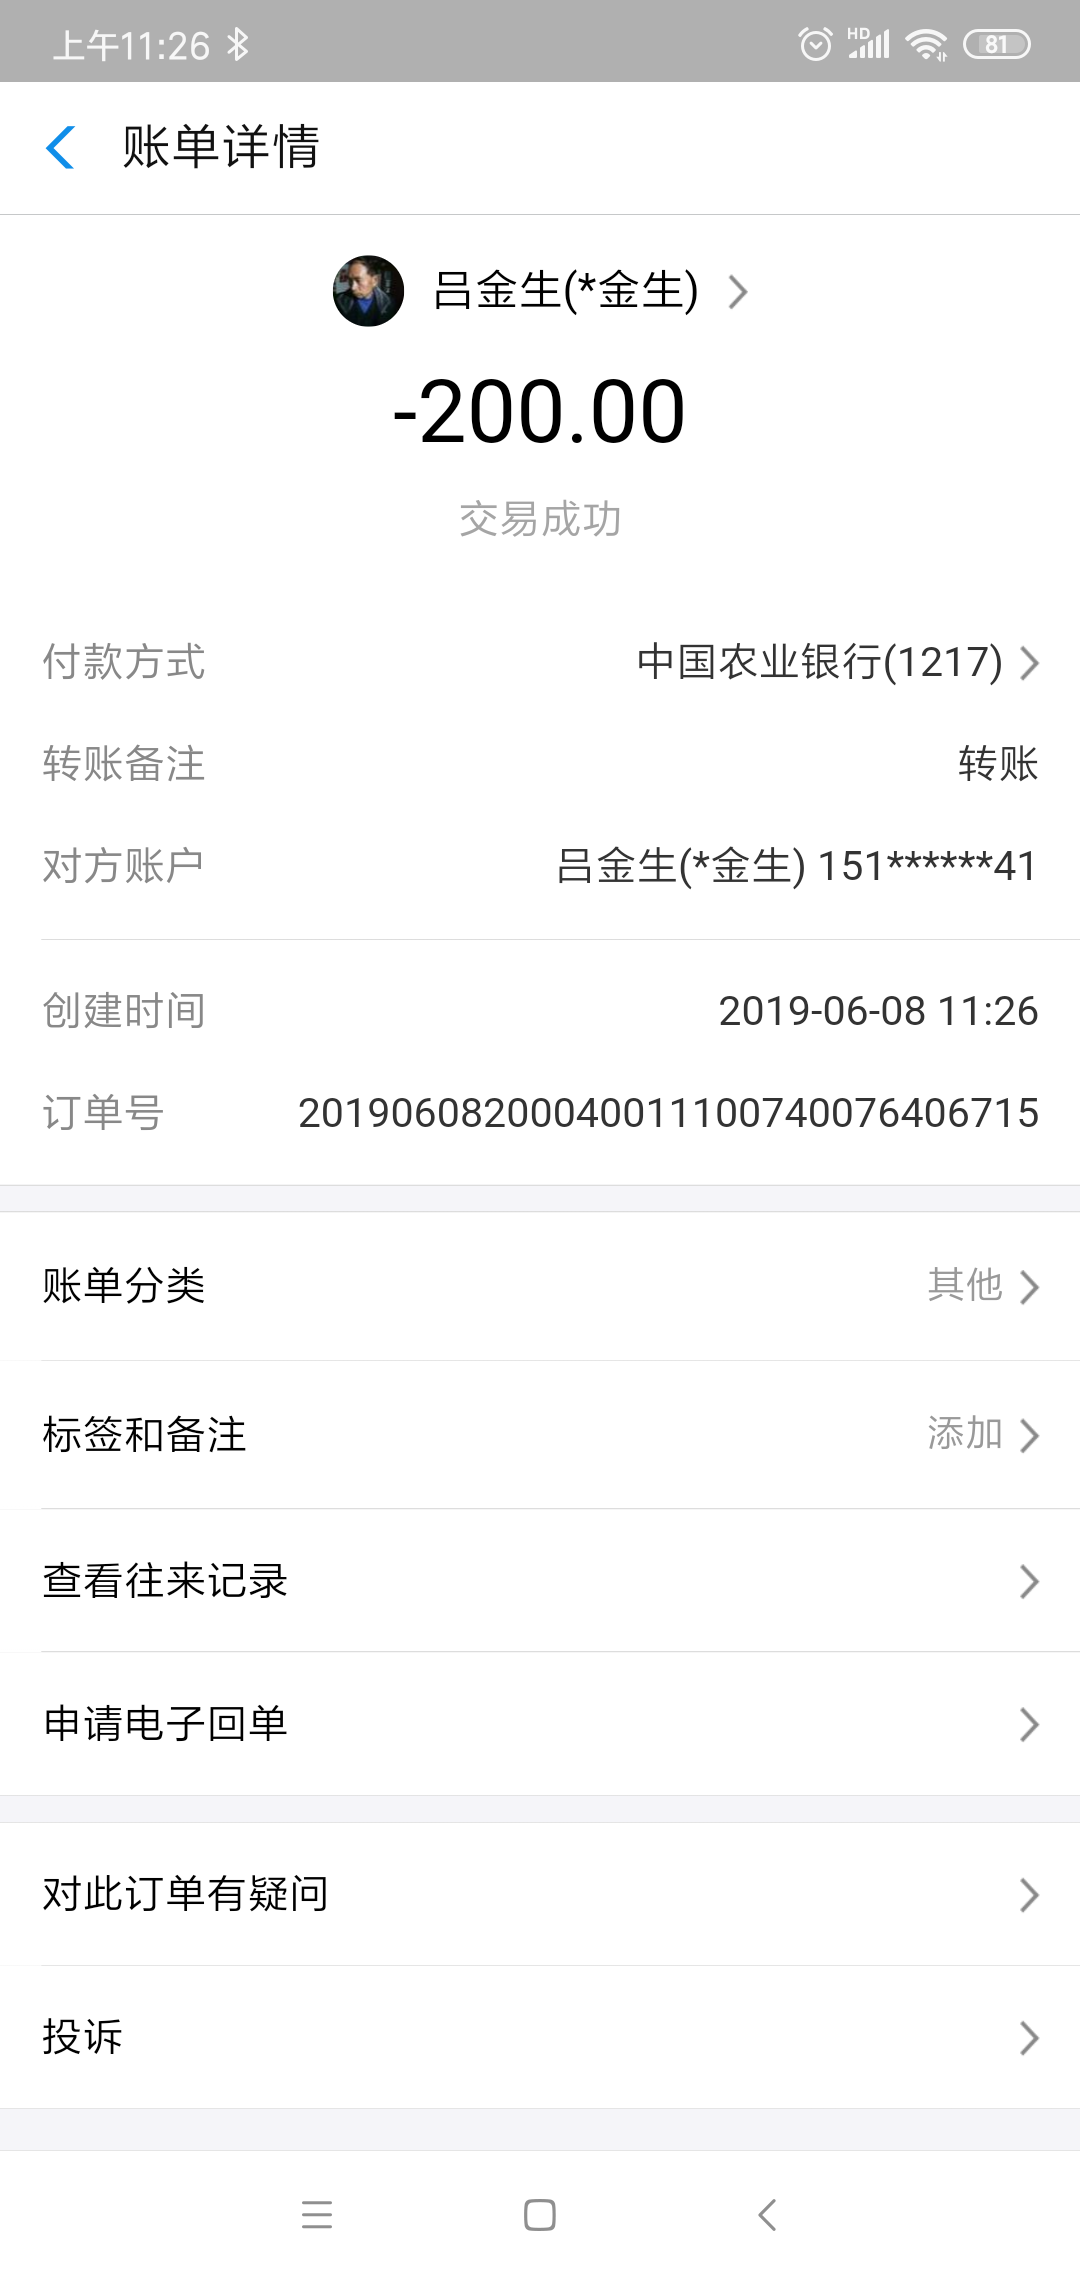 上午11:26
HD
81
账单详情
吕金生(*金生)
-200.00
交易成功
付款方式 中国农业银行(1217)
转账备注 转账
对方账户 吕金生(*金生) 151******41
创建时间 2019-06-08 11:26
订单号 20190608200040011100740076406715
账单分类 其他
标签和备注 添加
查看往来记录
申请电子回单
对此订单有疑问
投诉